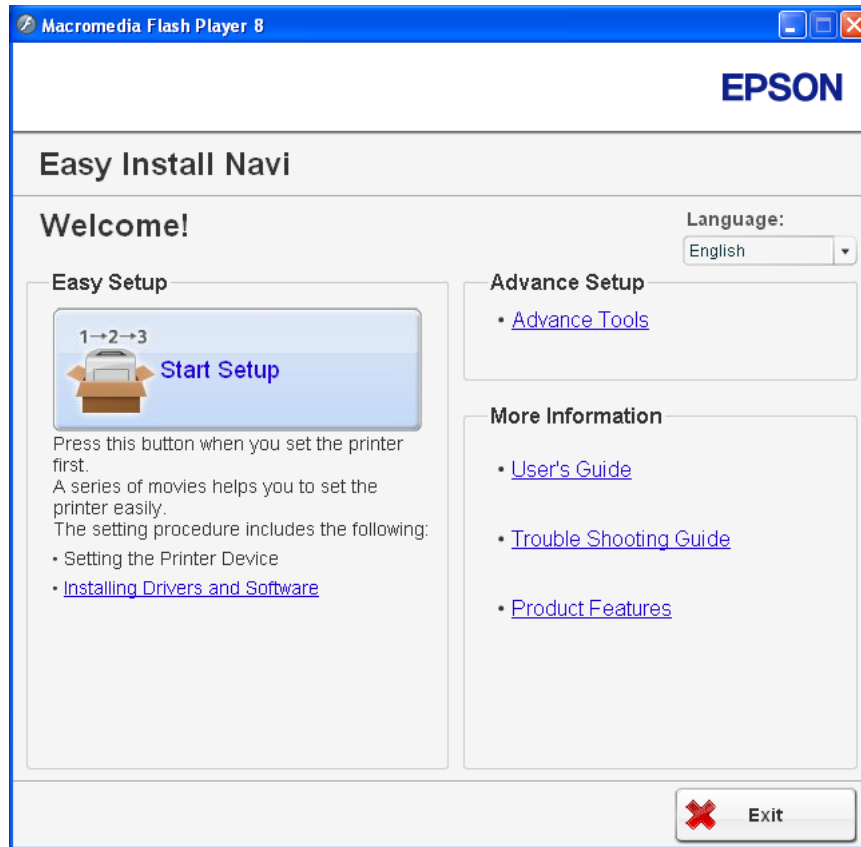 Macromedia Flash Player 8
EPSON
Easy Install Navi
Welcome!
Language:
English
Easy Setup
1→2→3
Start Setup
Press this button when you set the printer
first.
A series of movies helps you to set the
printer easily.
The setting procedure includes the following:
• Setting the Printer Device
• Installing Drivers and Software
Advance Setup
• Advance Tools
More Information
• User's Guide
• Trouble Shooting Guide
• Product Features
Exit